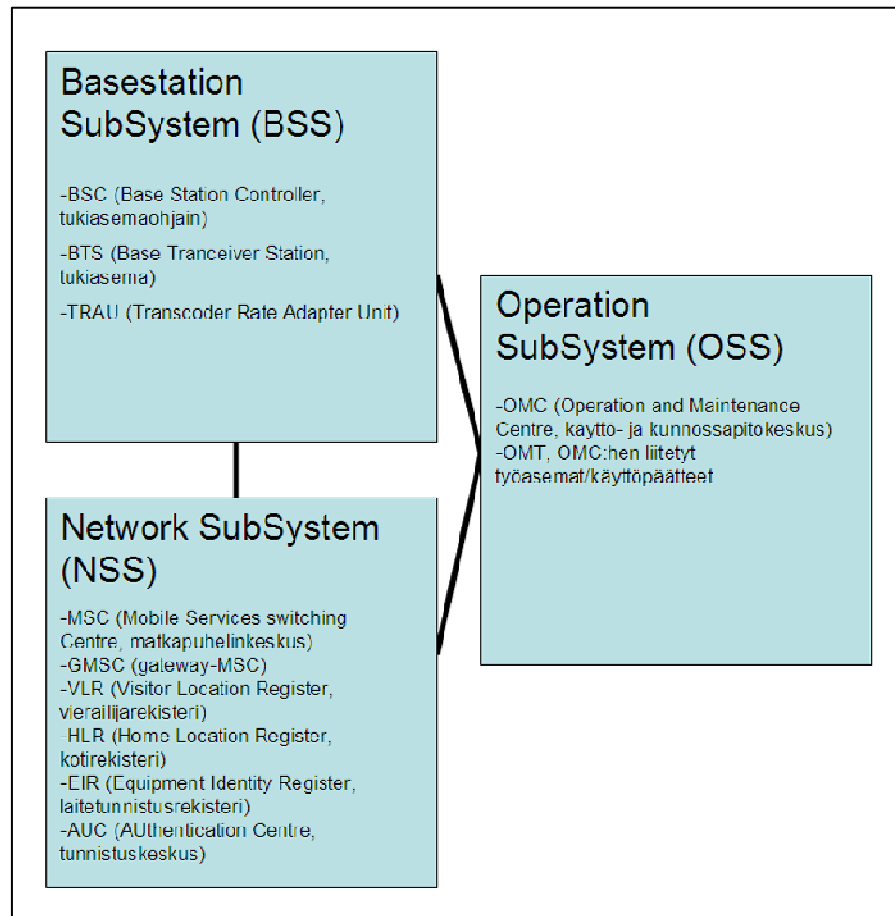 Basestation
SubSystem (BSS)
-BSC (Base Station Controller,
tukiasemaohjain)
-BTS (Base Tranceiver Station,
tukiasema)
-TRAU (Transcoder Rate Adapter Unit)
Operation
SubSystem (OSS)
-OMC (Operation and Maintenance
Centre, käyttö- ja kunnossapitokeskus)
-OMT, OMC:hen liitetyt
työasemat/käyttöpäätteet
Network SubSystem
(NSS)
-MSC (Mobile Services switching
Centre, matkapuhelinkeskus)
-GMSC (gateway-MSC)
-VLR (Visitor Location Register,
vierailijarekisteri)
-HLR (Home Location Register,
kotirekisteri)
-EIR (Equipment Identity Register,
laitetunnistusrekisteri)
-AUC (AUthentication Centre,
tunnistuskeskus)